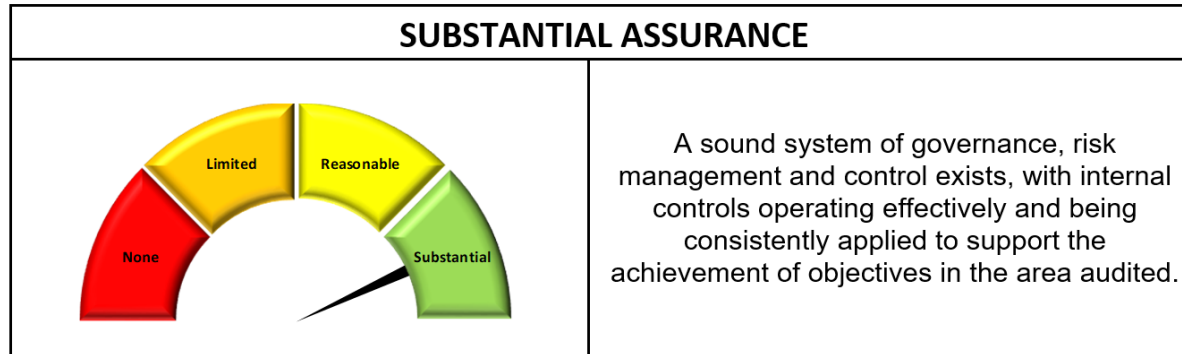 SUBSTANTIAL ASSURANCE
Limited
Reasonable
None
Substantial
A sound system of governance, risk
management and control exists, with internal
controls operating effectively and being
consistently applied to support the
achievement of objectives in the area audited.